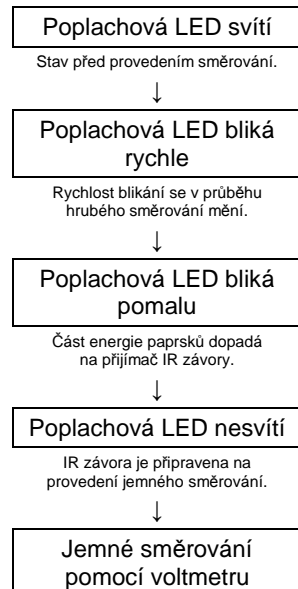 Poplachová LED svítí
Stav před provedením směrování.
↓
Poplachová LED bliká
rychle
Rychlost blikání se v průběhu
hrubého směrování mění.
↓
Poplachová LED bliká
pomalu
Část energie paprsků dopadá
na přijímač IR závory.
↓
Poplachová LED nesvítí
IR závora je připravena na
provedení jemného směrování.
↓
Jemné směrování
pomocí voltmetru